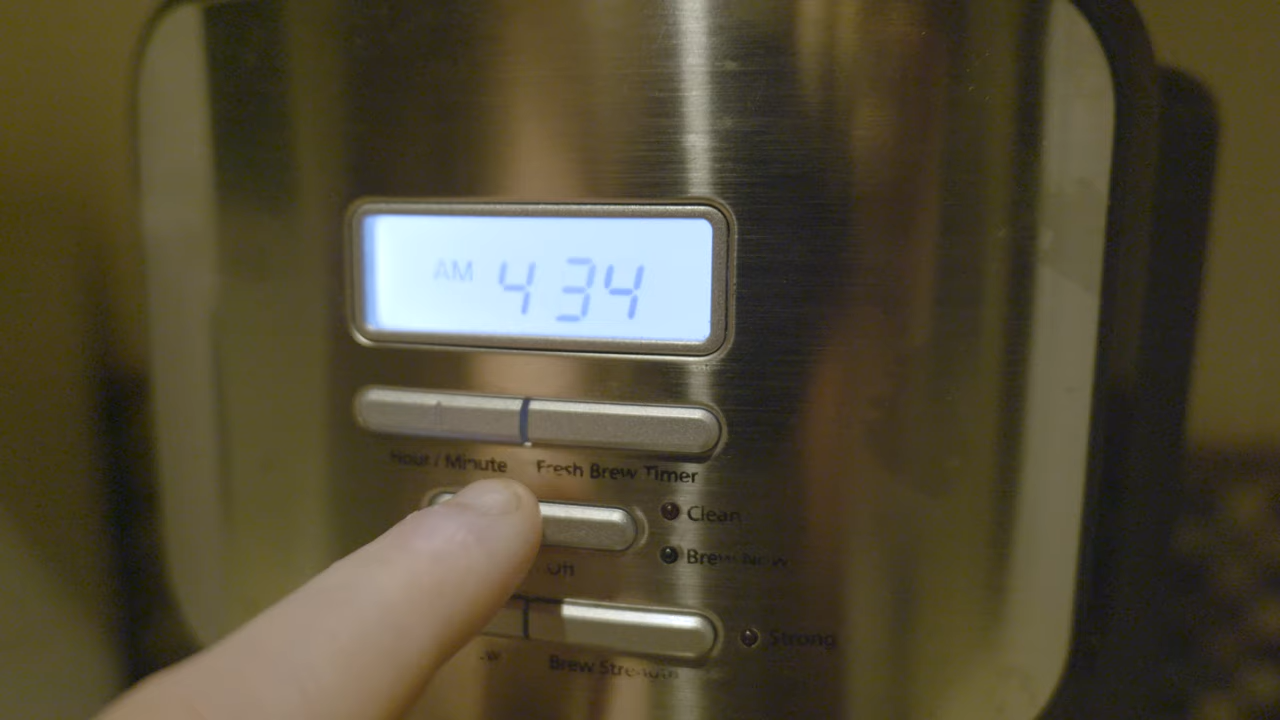 AM 4 34
Hour / Minute Fresh Brew Timer
Clean
Off
Brew Now
Strong
Brew Strength